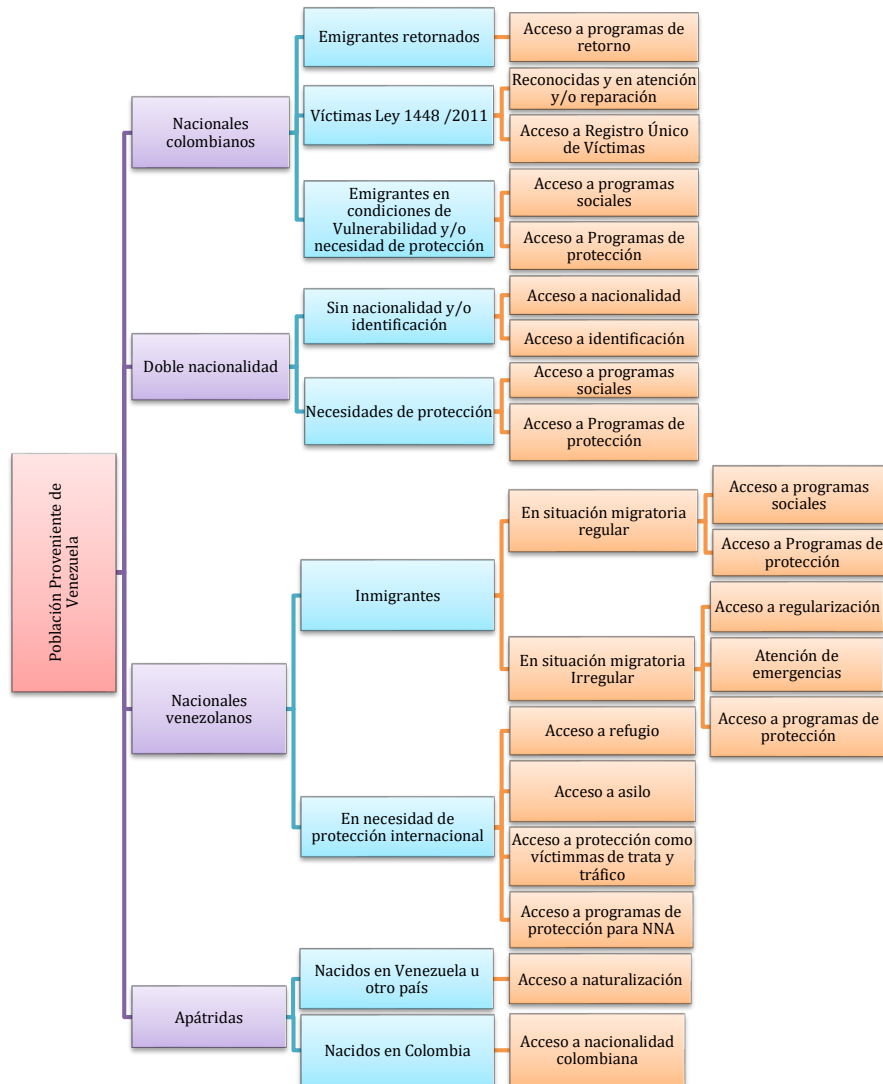 Población Proveniente de
Venezuela
Nacionales
colombianos
Emigrantes retornados
Acceso a programas de
retorno
Víctimas Ley 1448 /2011
Reconocidas y en atención
y/o reparación
Acceso a Registro Único
de Víctimas
Emigrantes en
condiciones de
Vulnerabilidad y/o
necesidad de protección
Acceso a programas
sociales
Acceso a Programas de
protección
Doble nacionalidad
Sin nacionalidad y/o
identificación
Acceso a nacionalidad
Acceso a identificación
Necesidades de protección
Acceso a programas
sociales
Acceso a Programas de
protección
Nacionales
venezolanos
Inmigrantes
En situación migratoria
regular
Acceso a programas
sociales
Acceso a Programas de
protección
En situación migratoria
Irregular
Acceso a regularización
Atención de
emergencias
Acceso a programas de
protección
En necesidad de
protección internacional
Acceso a refugio
Acceso a asilo
Acceso a protección como
víctimmas de trata y
tráfico
Acceso a programas de
protección para NNA
Apátridas
Nacidos en Venezuela u
otro país
Acceso a naturalización
Nacidos en Colombia
Acceso a nacionalidad
colombiana